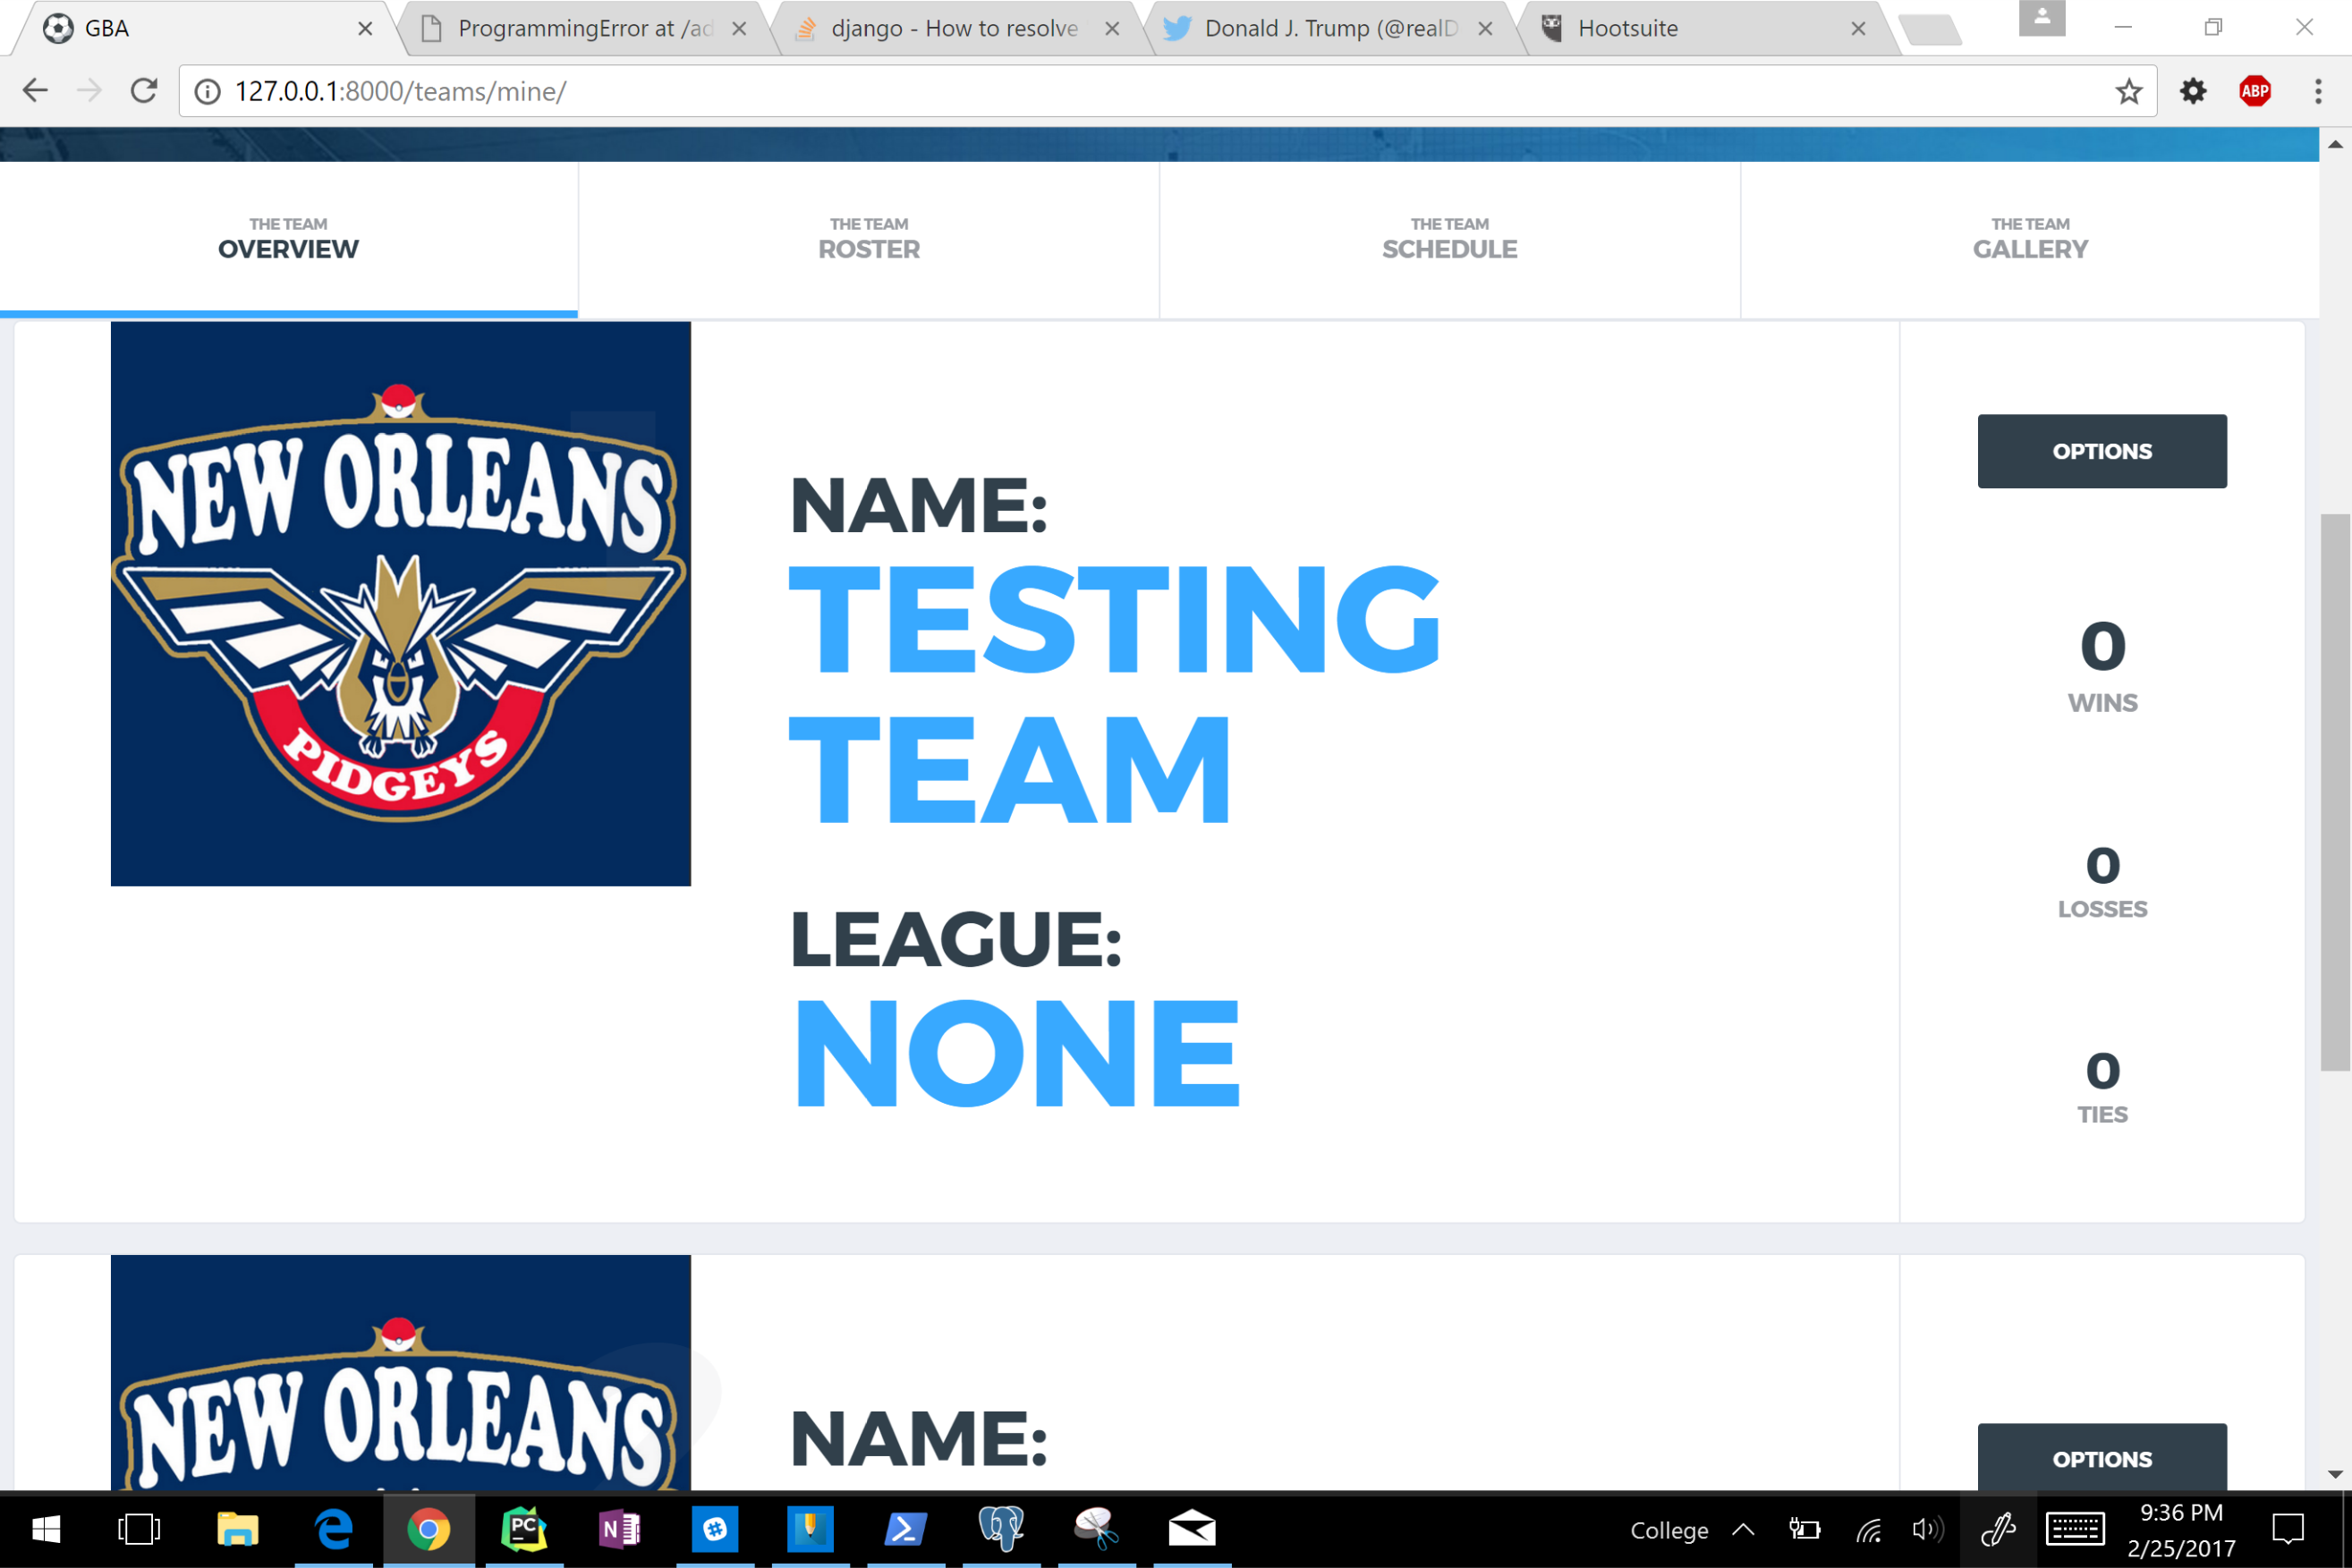 GBA
ProgrammingError at /ad
django - How to resolve
Donald J. Trump (@realD
Hootsuite
127.0.0.1:8000/teams/mine/
ABP
THE TEAM
OVERVIEW
THE TEAM
ROSTER
THE TEAM
SCHEDULE
THE TEAM
GALLERY
NEW ORLEANS
PIDGEYS
NAME:
TESTING
TEAM
LEAGUE:
NONE
OPTIONS
0
WINS
0
LOSSES
0
TIES
NEW ORLEANS
NAME:
OPTIONS
PC
N
College
9:36 PM
2/25/2017